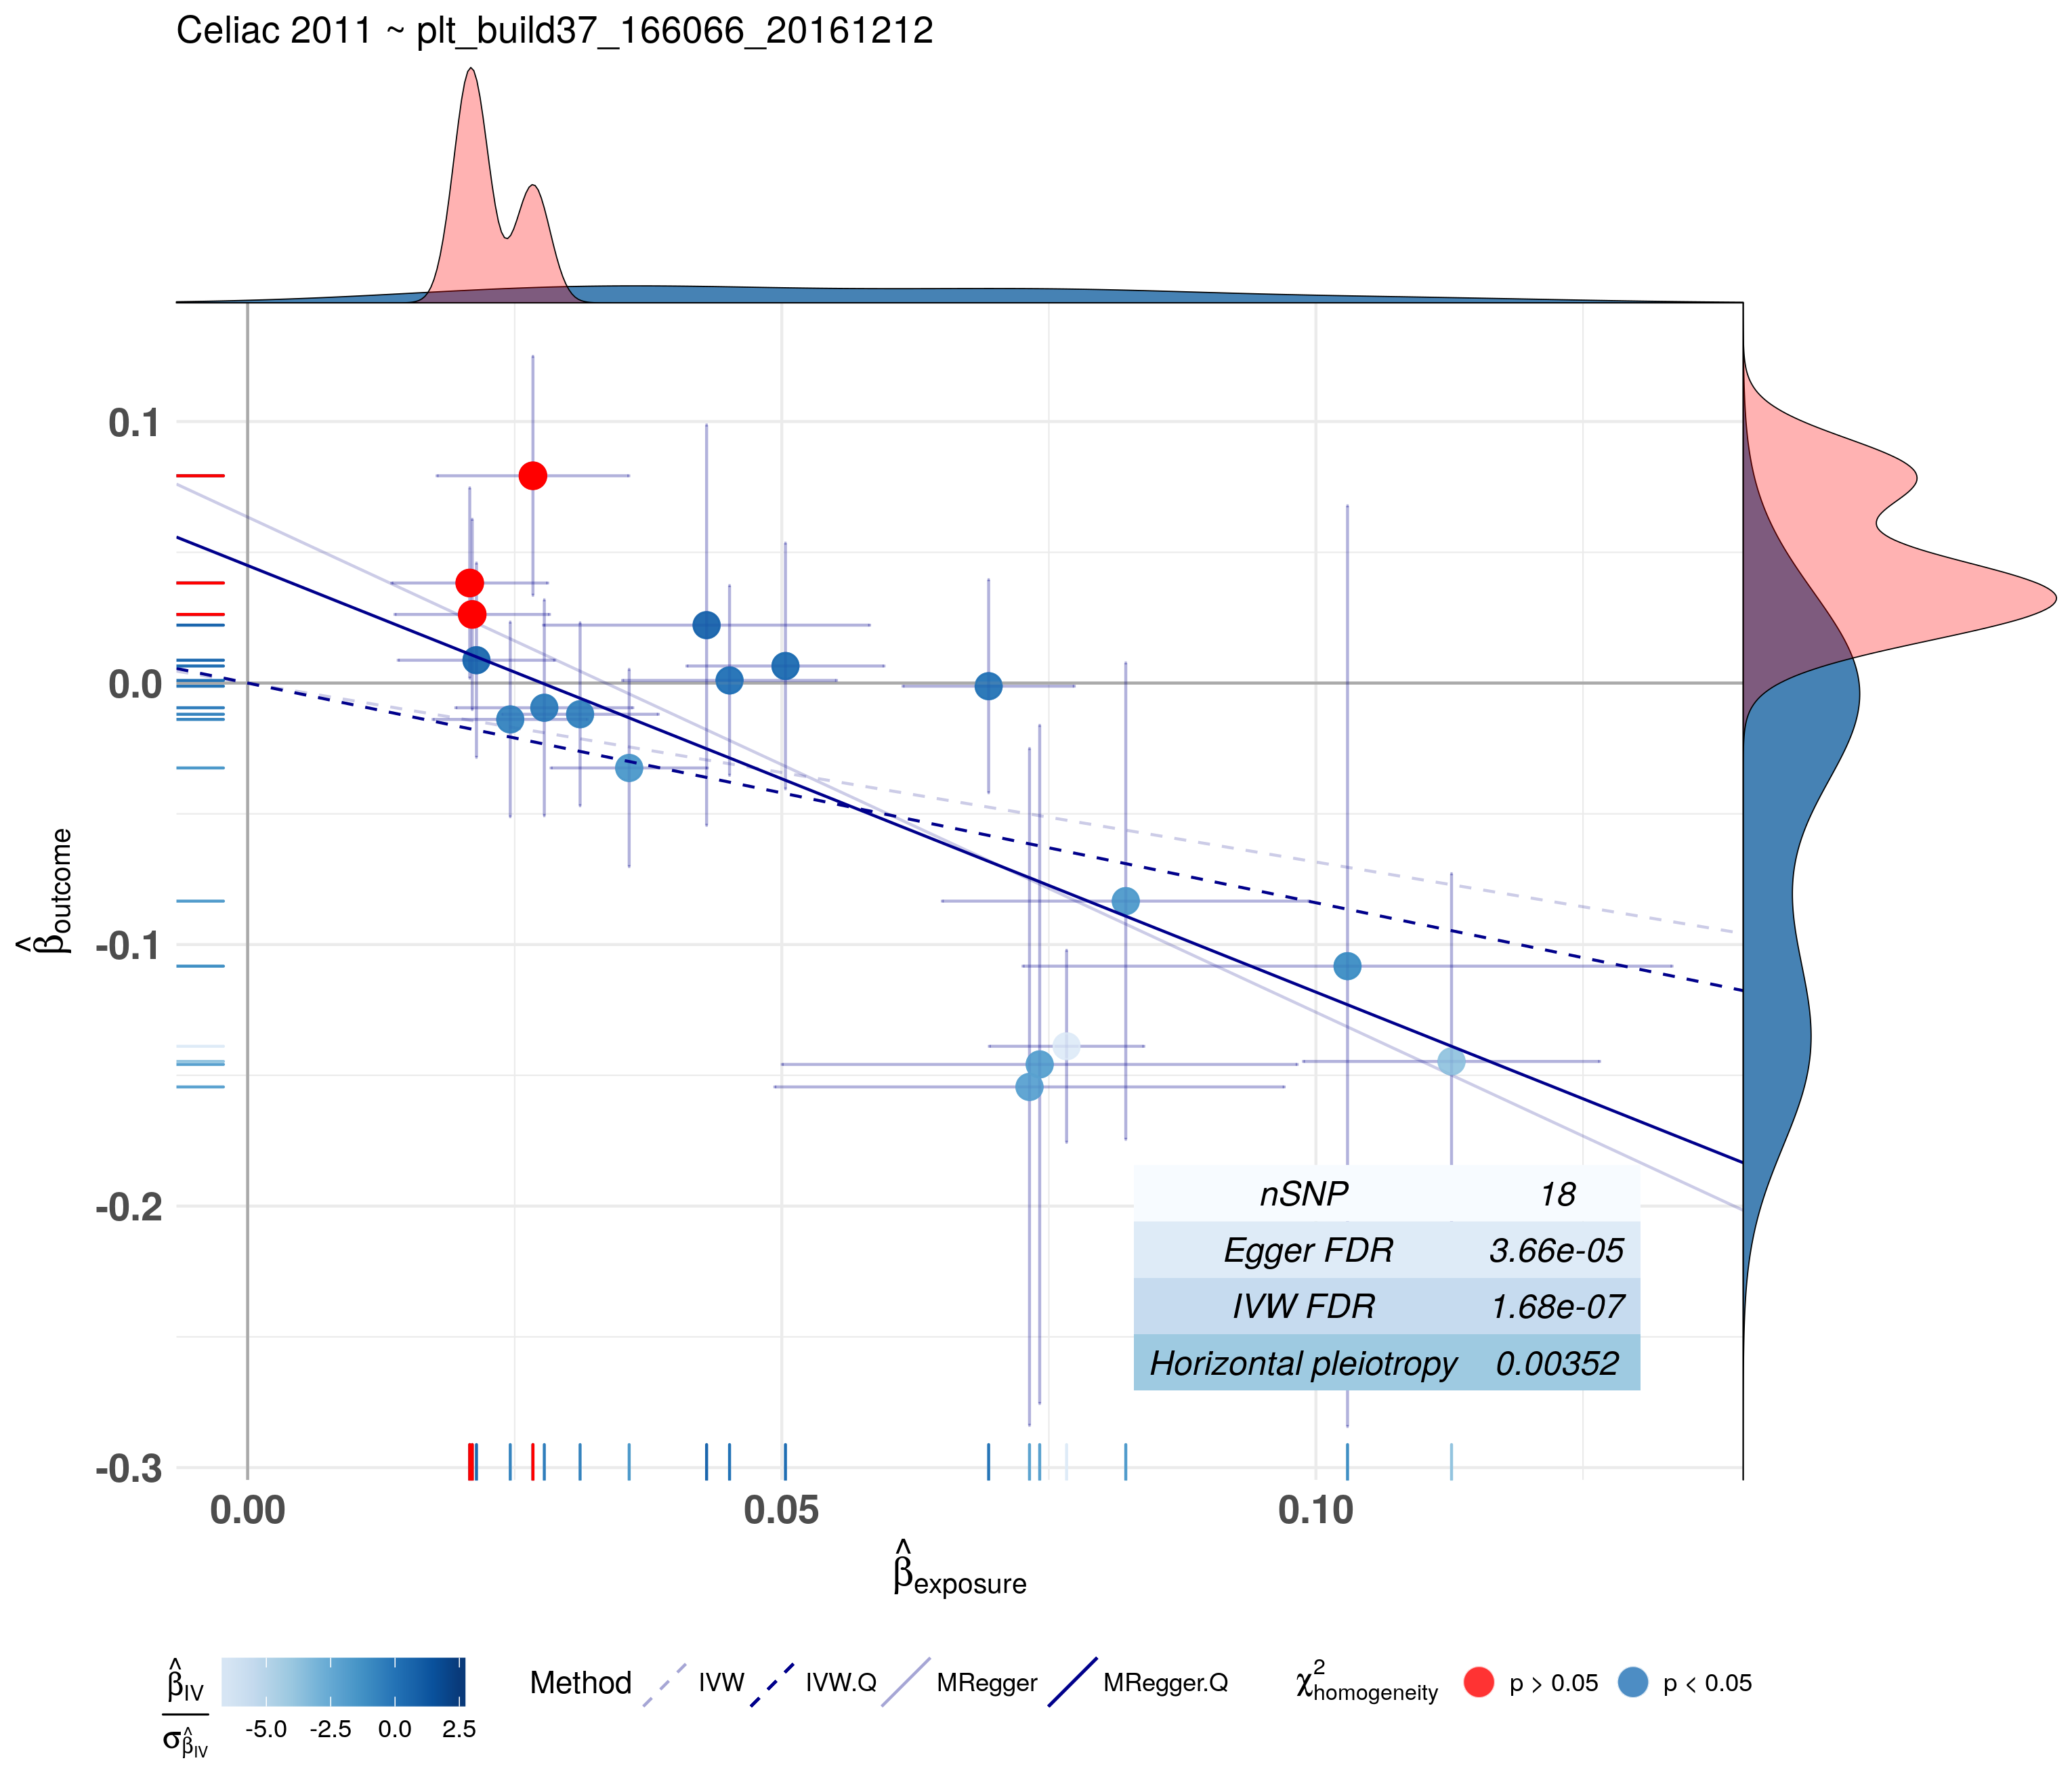 Celiac 2011 ~ plt_build37_166066_20161212
0.1
0.0
-0.1
-0.2
-0.3
β̂outcome
nSNP 18
Egger FDR 3.66e-05
IVW FDR 1.68e-07
Horizontal pleiotropy 0.00352
0.00 0.05 0.10
β̂exposure
β̂IV
σβ̂IV
-5.0 -2.5 0.0 2.5
Method IVW IVW.Q MRegger MRegger.Q
χ²homogeneity p > 0.05 p < 0.05